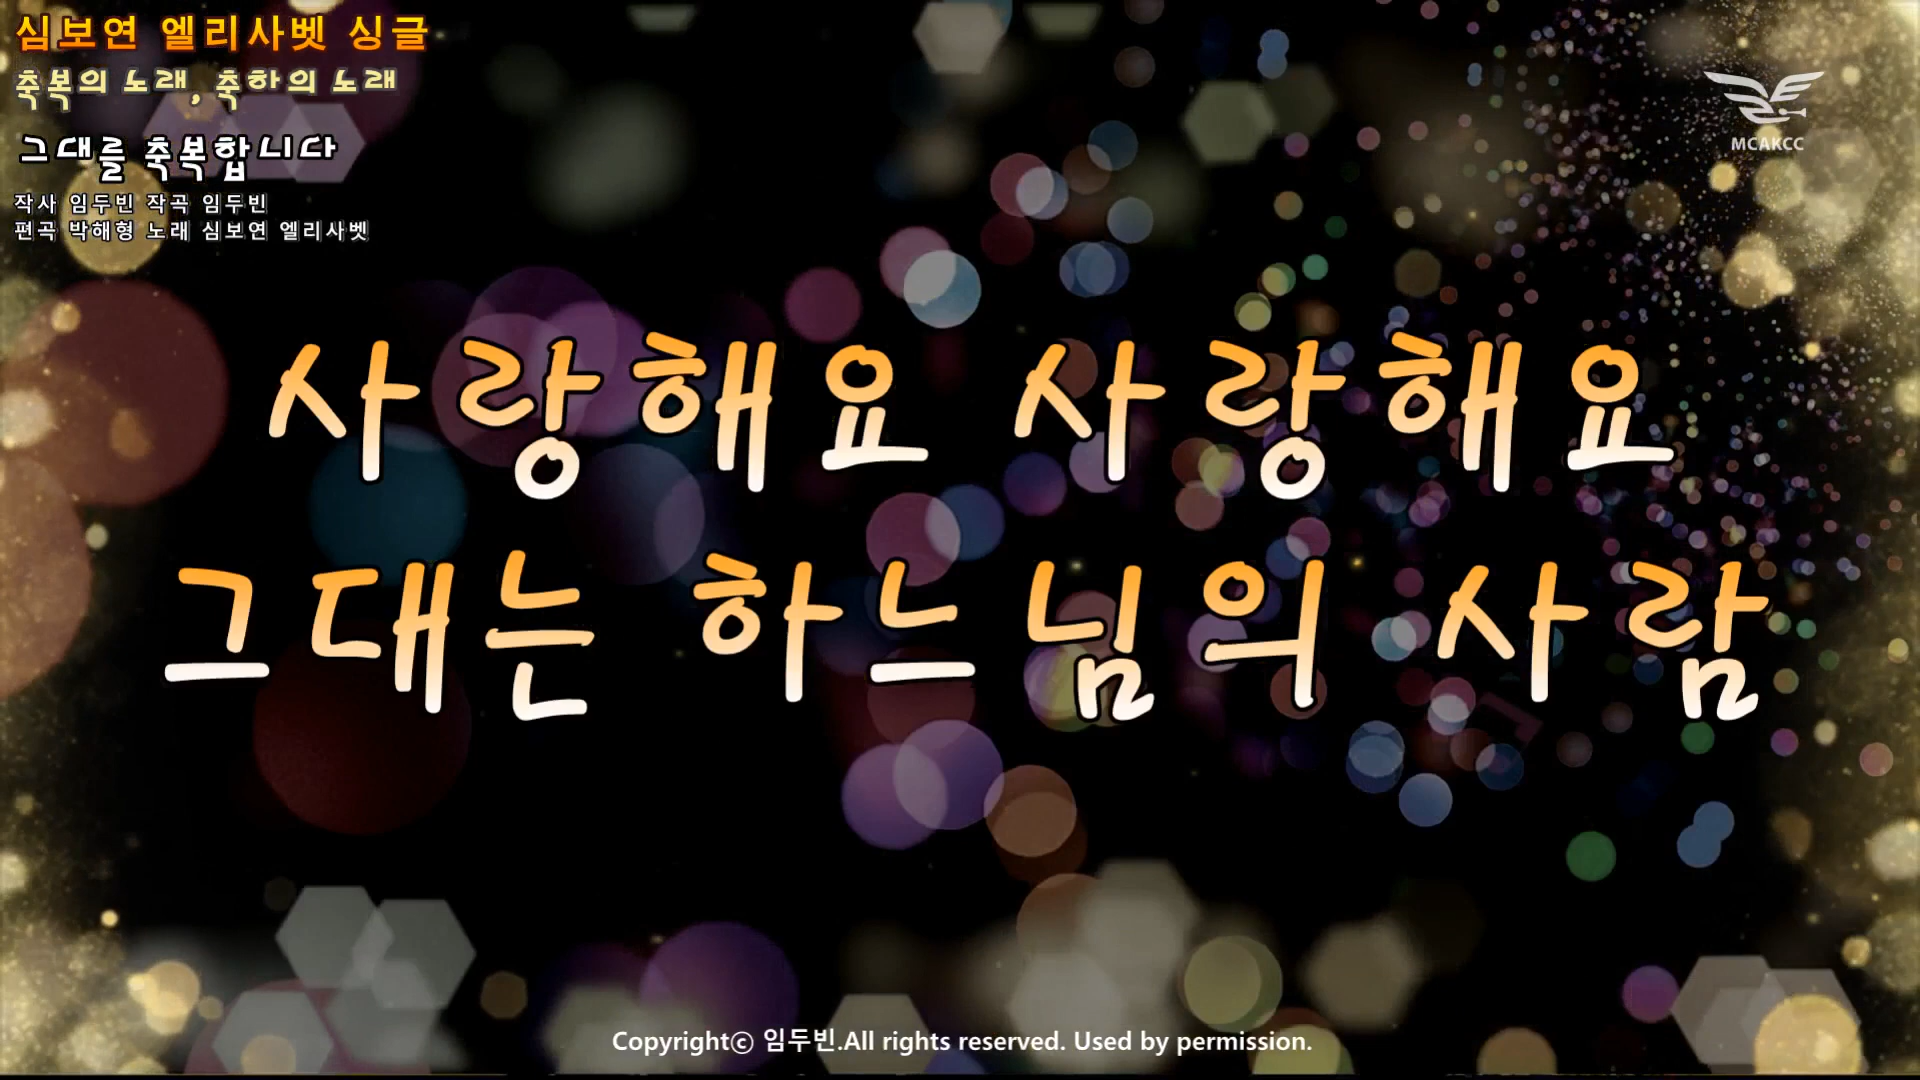 심보연 엘리사벳 싱글
축복의 노래, 축하의 노래
그대를 축복합니다
작사 임두빈 작곡 임두빈
편곡 박해형 노래 심보연 엘리사벳
MCAKCC
사랑해요 사랑해요
그대는 하느님의 사람
Copyrightⓒ 임두빈.All rights reserved. Used by permission.